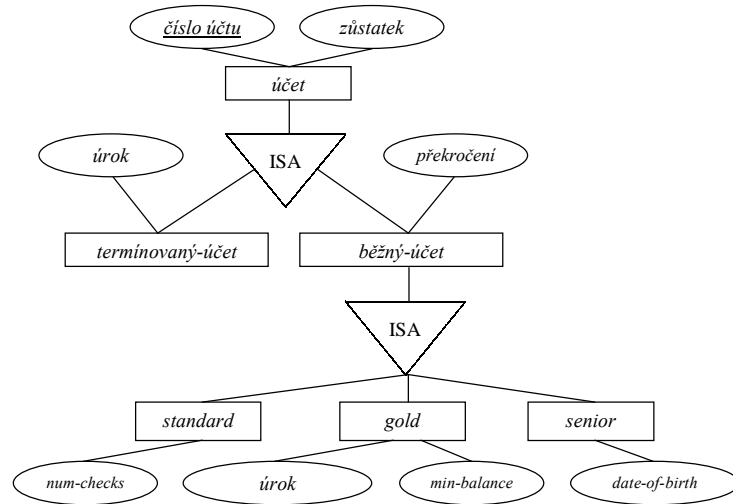 číslo účtu
zůstatek
účet
úrok
ISA
překročení
termínovaný-účet
běžný-účet
ISA
standard
gold
senior
num-checks
úrok
min-balance
date-of-birth